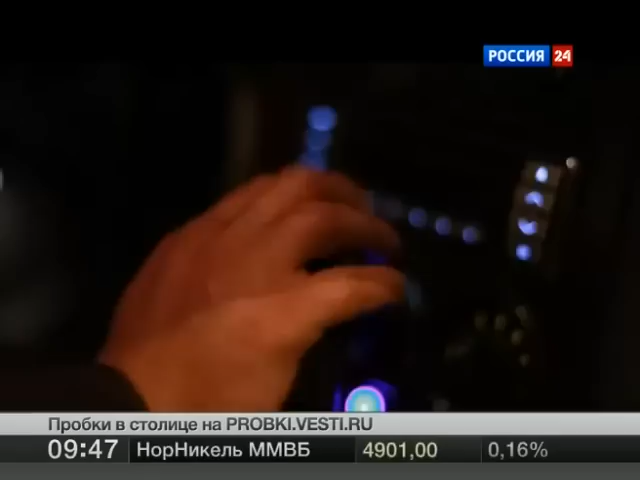 РОССИЯ 24
Пробки в столице на PROBKI.VESTI.RU
09:47 НорНикель ММВБ 4901,00 0,16%